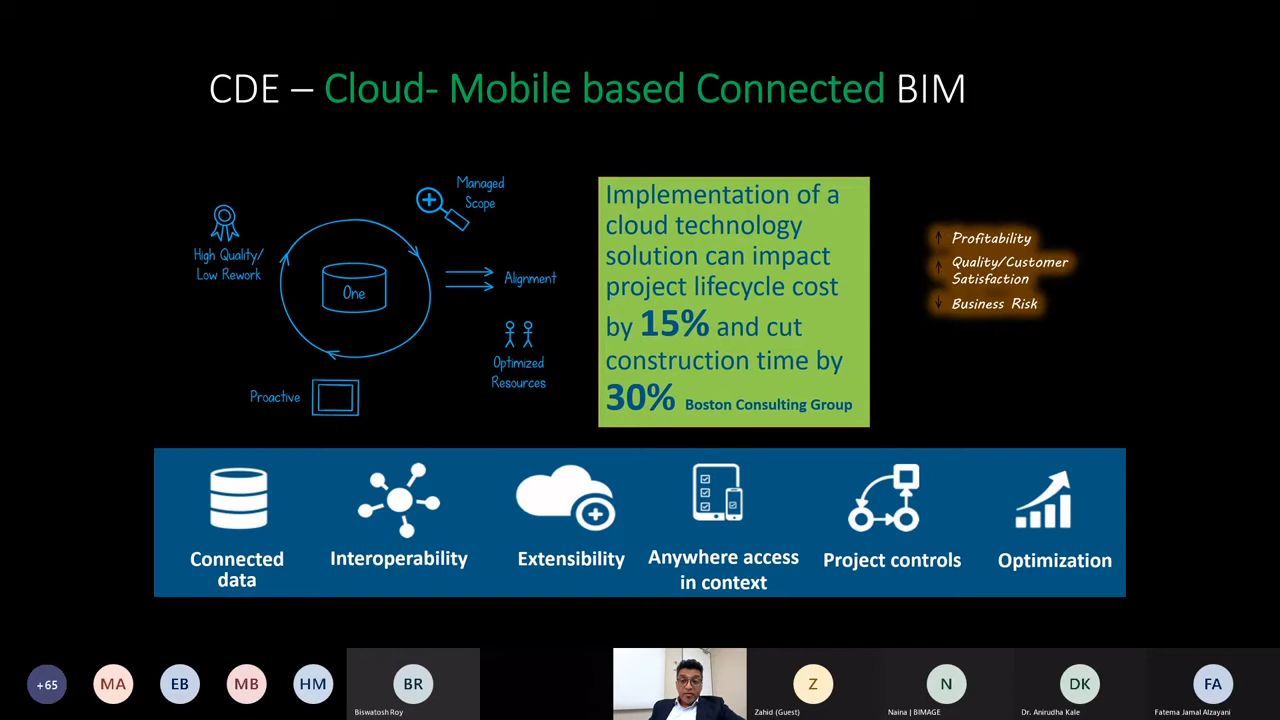 CDE – Cloud- Mobile based Connected BIM
Managed
Scope
High Quality/
Low Rework
One
Alignment
Optimized
Resources
Proactive
Implementation of a
cloud technology
solution can impact
project lifecycle cost
by 15% and cut
construction time by
30% Boston Consulting Group
↑ Profitability
↑ Quality/Customer
Satisfaction
↓ Business Risk
Connected
data
Interoperability
Extensibility
Anywhere access
in context
Project controls
Optimization
+65
MA
EB
MB
HM
BR
Biswatosh Roy
Z
Zahid (Guest)
N
Naina | BIMAGE
DK
Dr. Anirudha Kale
FA
Fatema Jamal Alzayani